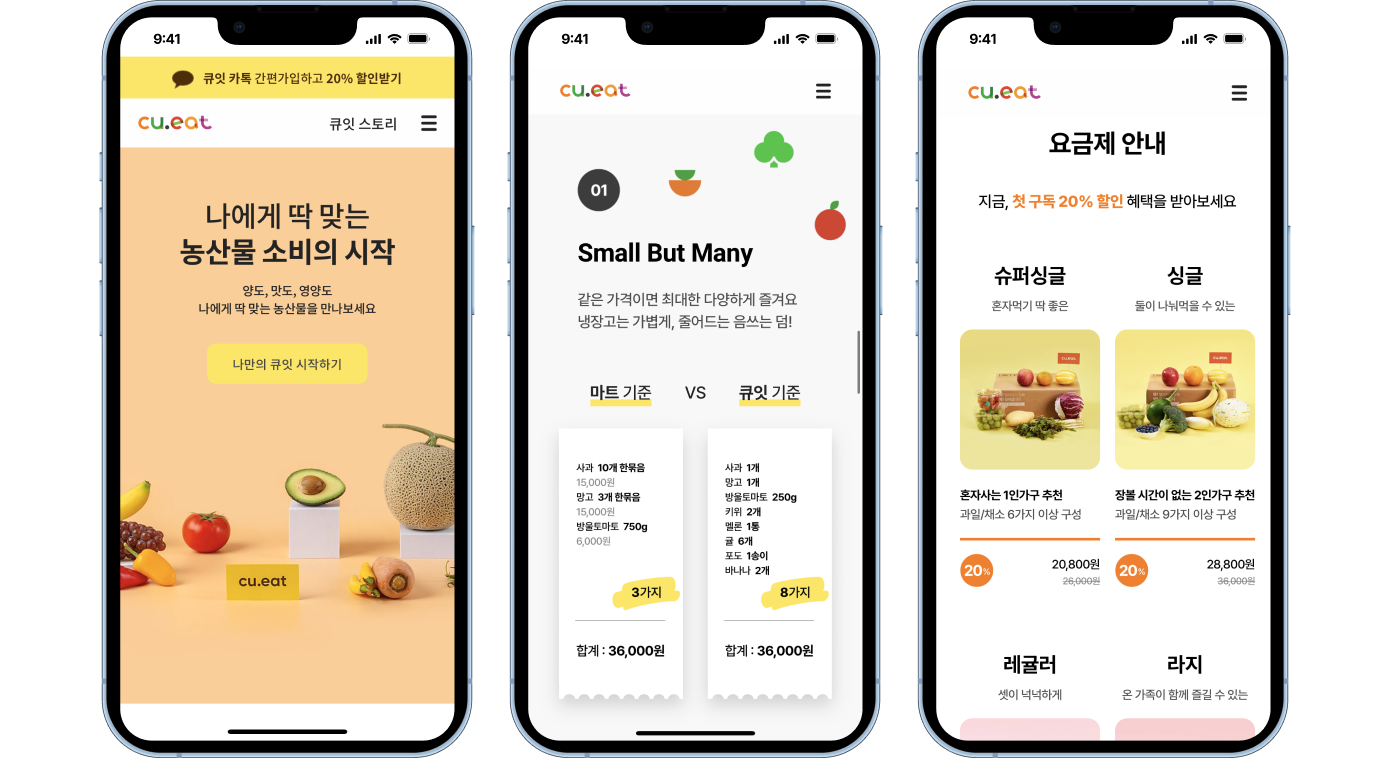 9:41
큐잇 카톡 간편가입하고 20% 할인받기
cu.eat
큐잇 스토리
나에게 딱 맞는
농산물 소비의 시작
양도, 맛도, 영양도
나에게 딱 맞는 농산물을 만나보세요
나만의 큐잇 시작하기
cu.eat
9:41
cu.eat
01
Small But Many
같은 가격이면 최대한 다양하게 즐겨요
냉장고는 가볍게, 줄어드는 음쓰는 덤!
마트 기준 VS 큐잇 기준
사과 10개 한묶음
15,000원
망고 3개 한묶음
15,000원
방울토마토 750g
6,000원
3가지
합계 : 36,000원
사과 1개
망고 1개
방울토마토 250g
키위 2개
멜론 1통
귤 6개
포도 1송이
바나나 2개
8가지
합계 : 36,000원
9:41
cu.eat
요금제 안내
지금, 첫 구독 20% 할인 혜택을 받아보세요
슈퍼싱글
혼자먹기 딱 좋은
cu.eat
혼자사는 1인가구 추천
과일/채소 6가지 이상 구성
20%
20,800원
26,000원
싱글
둘이 나눠먹을 수 있는
cu.eat
장볼 시간이 없는 2인가구 추천
과일/채소 9가지 이상 구성
20%
28,800원
36,000원
레귤러
셋이 넉넉하게
라지
온 가족이 함께 즐길 수 있는